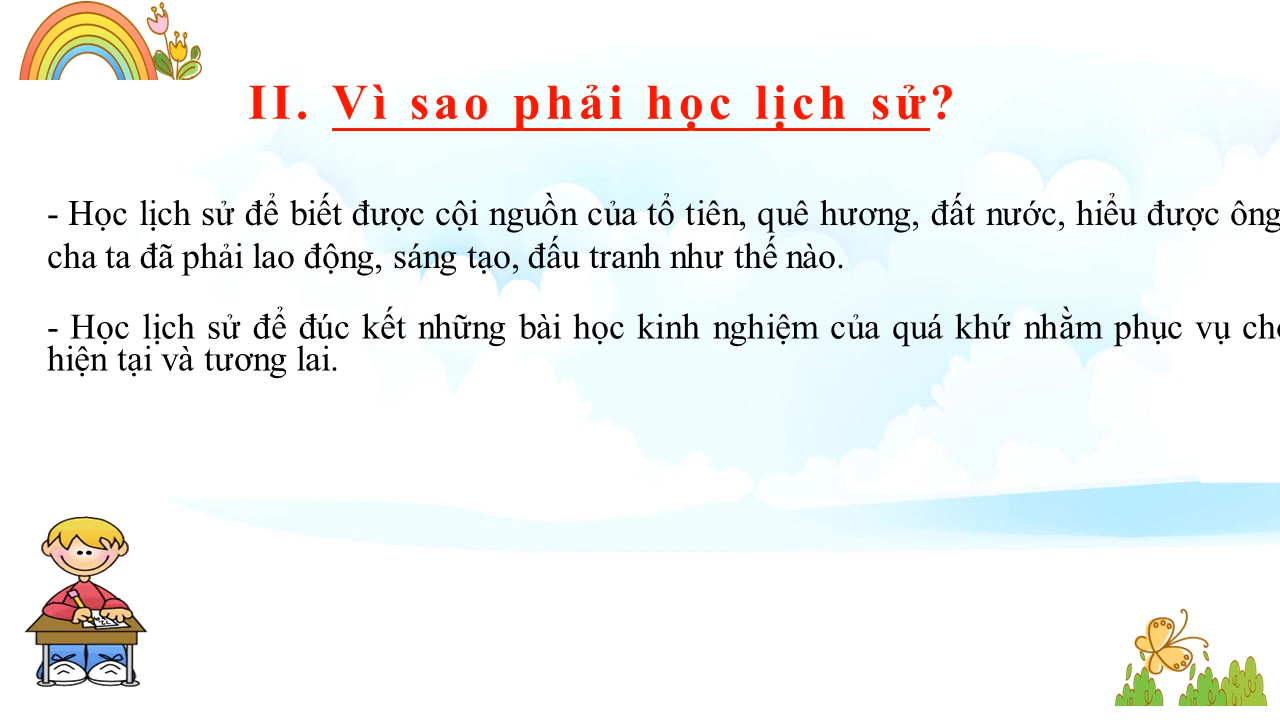 II. Vì sao phải học lịch sử?
- Học lịch sử để biết được cội nguồn của tổ tiên, quê hương, đất nước, hiểu được ông
cha ta đã phải lao động, sáng tạo, đấu tranh như thế nào.
- Học lịch sử để đúc kết những bài học kinh nghiệm của quá khứ nhằm phục vụ cho
hiện tại và tương lai.